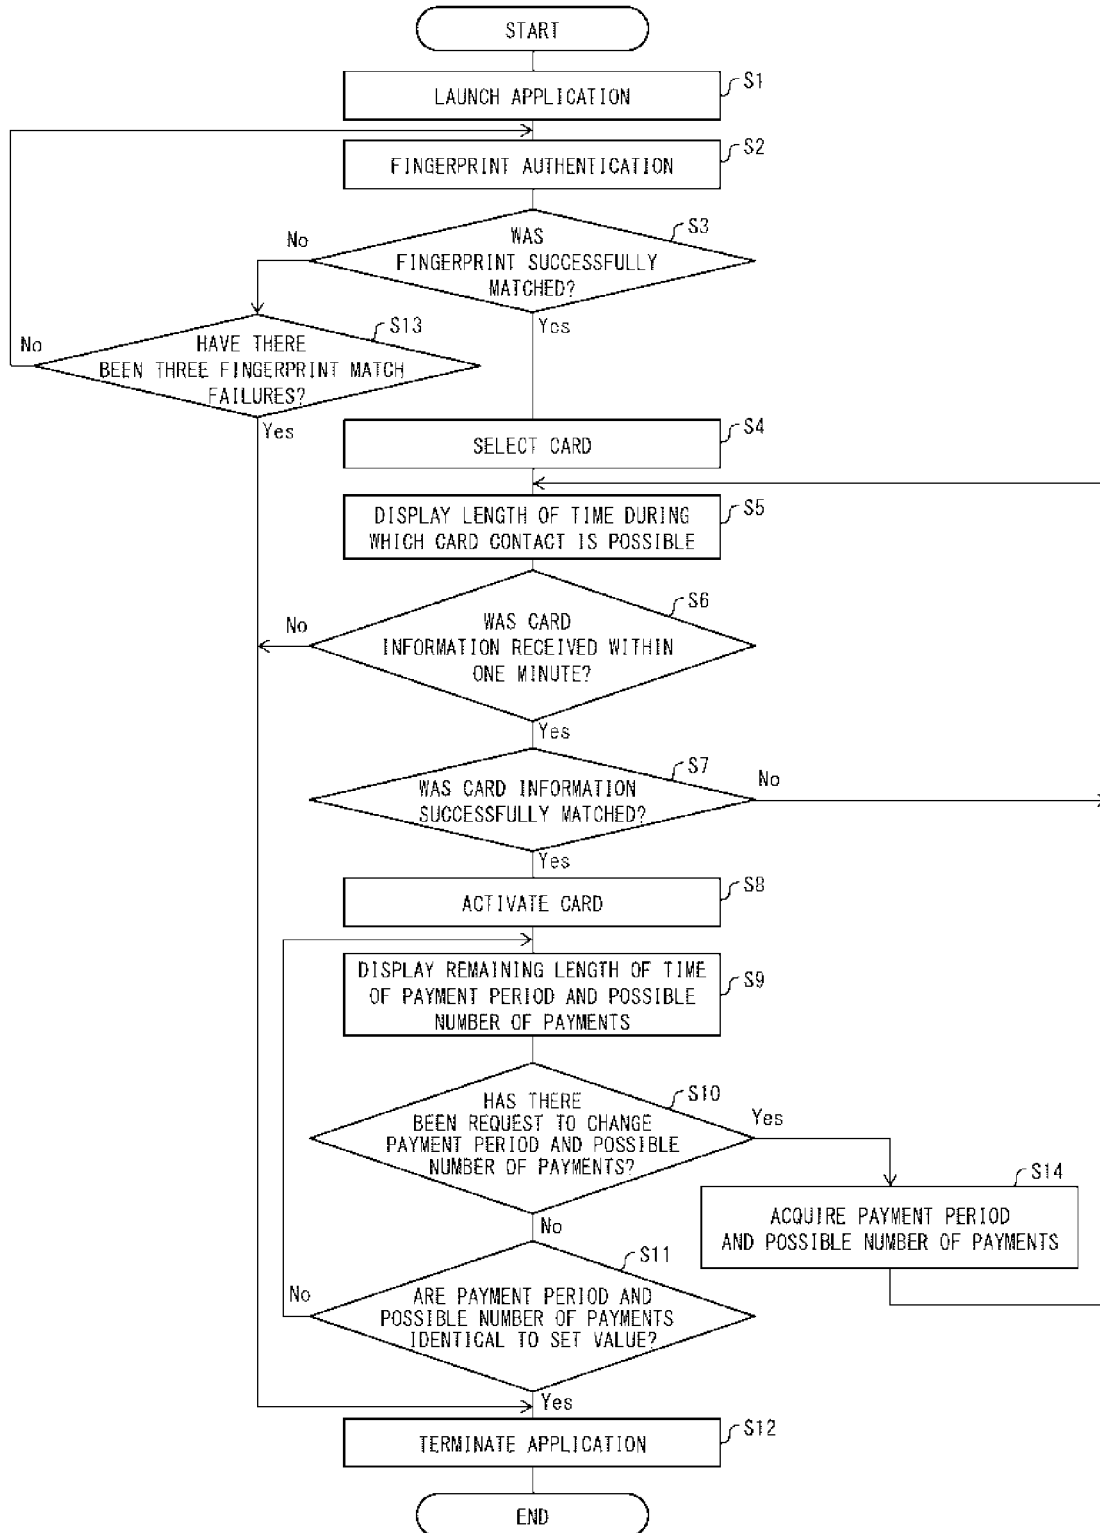 START
S1
LAUNCH APPLICATION
S2
FINGERPRINT AUTHENTICATION
S3
WAS
FINGERPRINT SUCCESSFULLY
MATCHED?
No
Yes
S13
HAVE THERE
BEEN THREE FINGERPRINT MATCH
FAILURES?
No
Yes
S4
SELECT CARD
S5
DISPLAY LENGTH OF TIME DURING
WHICH CARD CONTACT IS POSSIBLE
S6
WAS CARD
INFORMATION RECEIVED WITHIN
ONE MINUTE?
No
Yes
S7
WAS CARD INFORMATION
SUCCESSFULLY MATCHED?
No
Yes
S8
ACTIVATE CARD
S9
DISPLAY REMAINING LENGTH OF TIME
OF PAYMENT PERIOD AND POSSIBLE
NUMBER OF PAYMENTS
S10
HAS THERE
BEEN REQUEST TO CHANGE
PAYMENT PERIOD AND POSSIBLE
NUMBER OF PAYMENTS?
Yes
No
S14
ACQUIRE PAYMENT PERIOD
AND POSSIBLE NUMBER OF PAYMENTS
S11
ARE PAYMENT PERIOD AND
POSSIBLE NUMBER OF PAYMENTS
IDENTICAL TO SET VALUE?
No
Yes
S12
TERMINATE APPLICATION
END